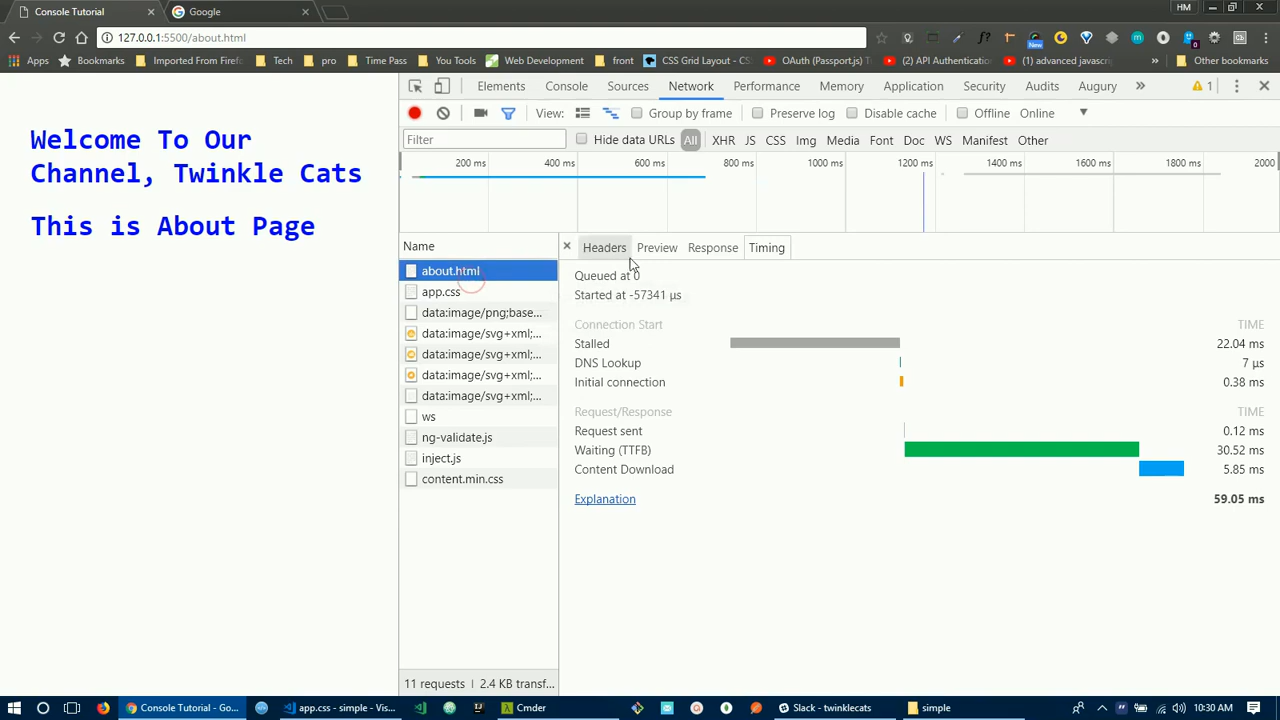 Console Tutorial
Google
HM
127.0.0.1:5500/about.html
New
0
Apps
Bookmarks
Imported From Firef
Tech
pro
Time Pass
You Tools
Web Development
front
CSS Grid Layout - CSS
OAuth (Passport.js) T
(2) API Authentication
(1) advanced javascri
»
Other bookmarks
Elements
Console
Sources
Network
Performance
Memory
Application
Security
Audits
Augury
»
1
View:
Group by frame
Preserve log
Disable cache
Offline
Online
Filter
Hide data URLs
All
XHR
JS
CSS
Img
Media
Font
Doc
WS
Manifest
Other
200 ms
400 ms
600 ms
800 ms
1000 ms
1200 ms
1400 ms
1600 ms
1800 ms
2000
Welcome To Our
Channel, Twinkle Cats
This is About Page
Name
about.html
app.css
data:image/png;base...
data:image/svg+xml;...
data:image/svg+xml;...
data:image/svg+xml;...
data:image/svg+xml;...
ws
ng-validate.js
inject.js
content.min.css
11 requests | 2.4 KB transf...
×
Headers
Preview
Response
Timing
Queued at 0
Started at -57341 µs
Connection Start TIME
Stalled 22.04 ms
DNS Lookup 7 µs
Initial connection 0.38 ms
Request/Response TIME
Request sent 0.12 ms
Waiting (TTFB) 30.52 ms
Content Download 5.85 ms
Explanation 59.05 ms
Console Tutorial - Go...
app.css - simple - Vis...
Cmder
Slack - twinklecats
simple
10:30 AM